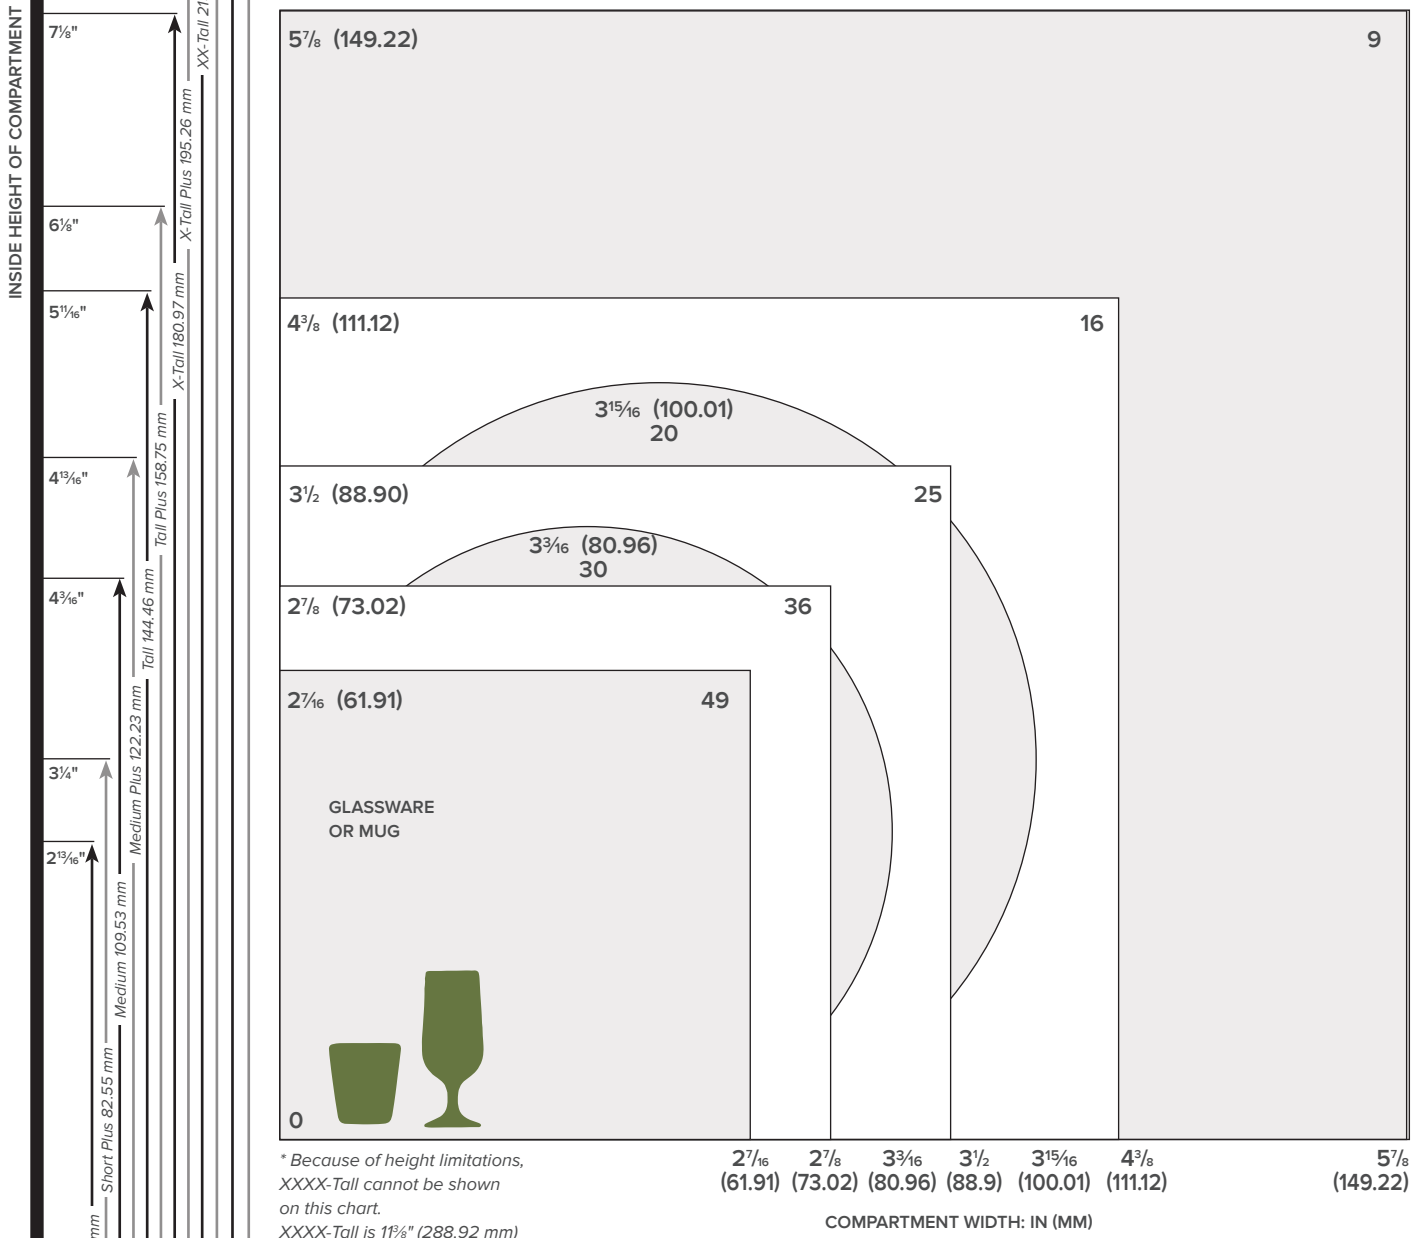 INSIDE HEIGHT OF COMPARTMENT
7⅛"
6⅛"
5¹¹⁄₁₆"
4¹³⁄₁₆"
4³⁄₁₆"
3¼"
2¹³⁄₁₆"
mm
Short Plus 82.55 mm
Medium 109.53 mm
Medium Plus 122.23 mm
Tall 144.46 mm
Tall Plus 158.75 mm
X-Tall 180.97 mm
X-Tall Plus 195.26 mm
XX-Tall 21
5⅞ (149.22) 9
4⅜ (111.12) 16
3¹⁵⁄₁₆ (100.01)
20
3½ (88.90) 25
3³⁄₁₆ (80.96)
30
2⅞ (73.02) 36
2⁷⁄₁₆ (61.91) 49
GLASSWARE
OR MUG
0
* Because of height limitations,
XXXX-Tall cannot be shown
on this chart.
XXXX-Tall is 11⅜" (288.92 mm)
2⁷⁄₁₆ 2⅞ 3³⁄₁₆ 3½ 3¹⁵⁄₁₆ 4⅜ 5⅞
(61.91) (73.02) (80.96) (88.9) (100.01) (111.12) (149.22)
COMPARTMENT WIDTH: IN (MM)